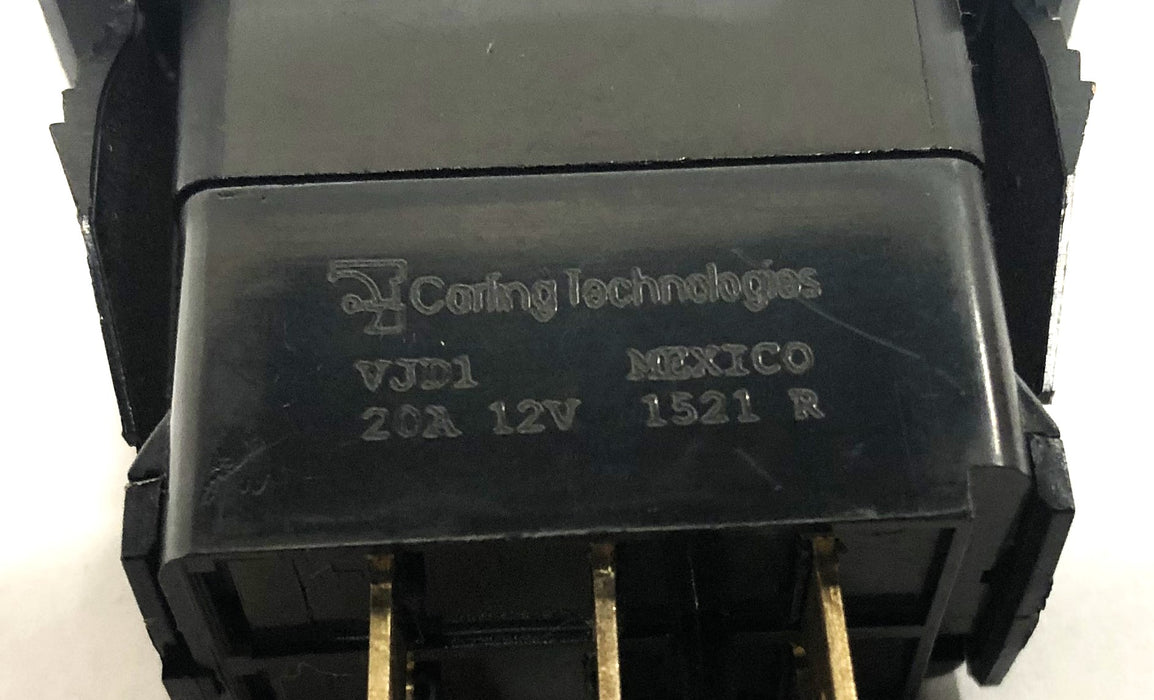 Carling Technologies
VJD1 MEXICO
20A 12V 1521 R